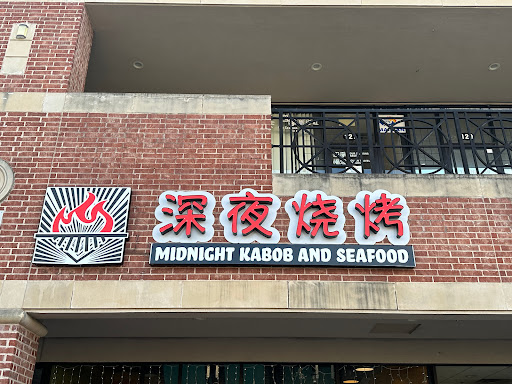 深夜烧烤
MIDNIGHT KABOB AND SEAFOOD